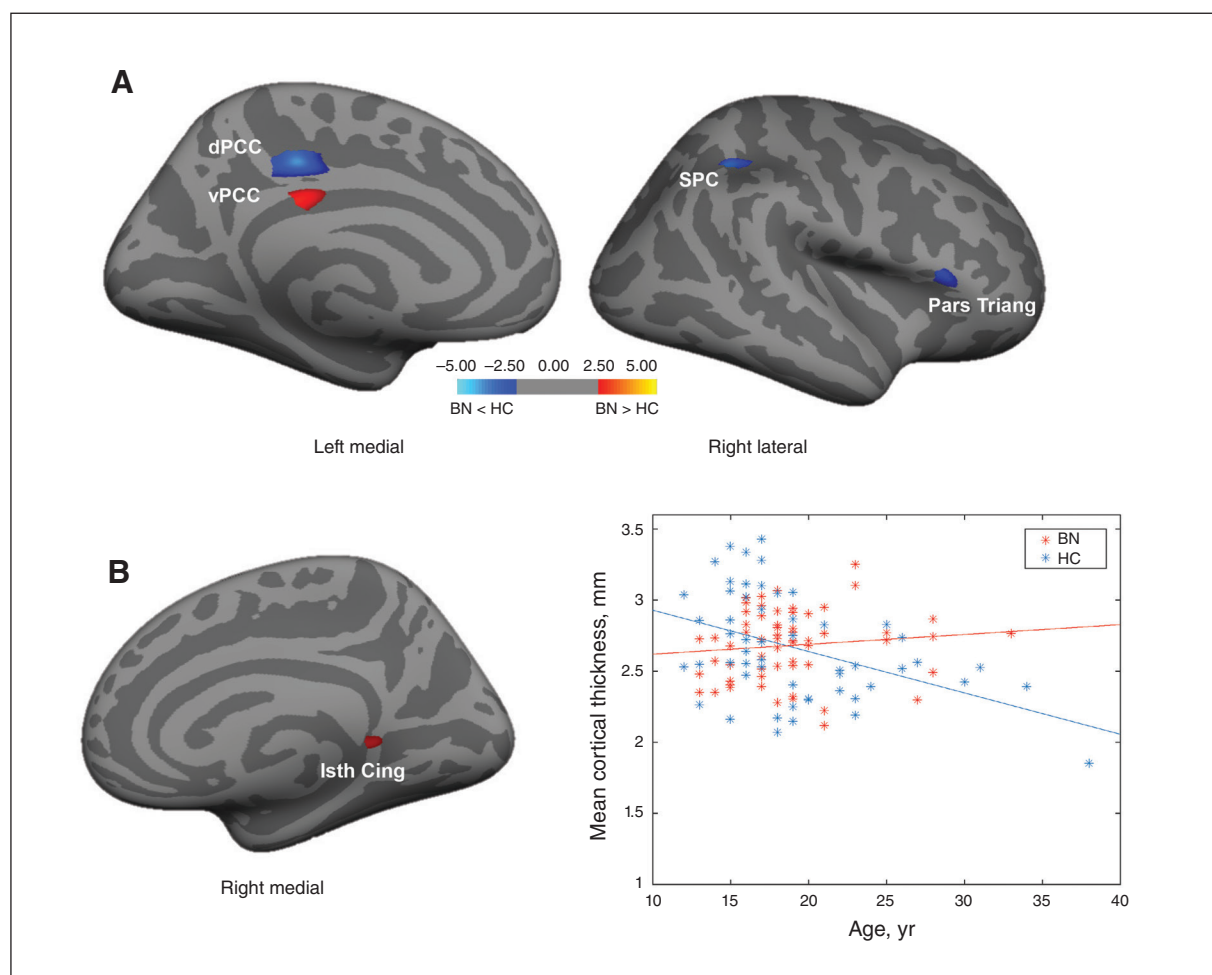 A
dPCC
vPCC
SPC
Pars Triang
–5.00 –2.50 0.00 2.50 5.00
BN < HC BN > HC
Left medial Right lateral
B
Isth Cing
Right medial
BN
HC
3.5
3
2.5
2
1.5
1
10 15 20 25 30 35 40
Mean cortical thickness, mm
Age, yr